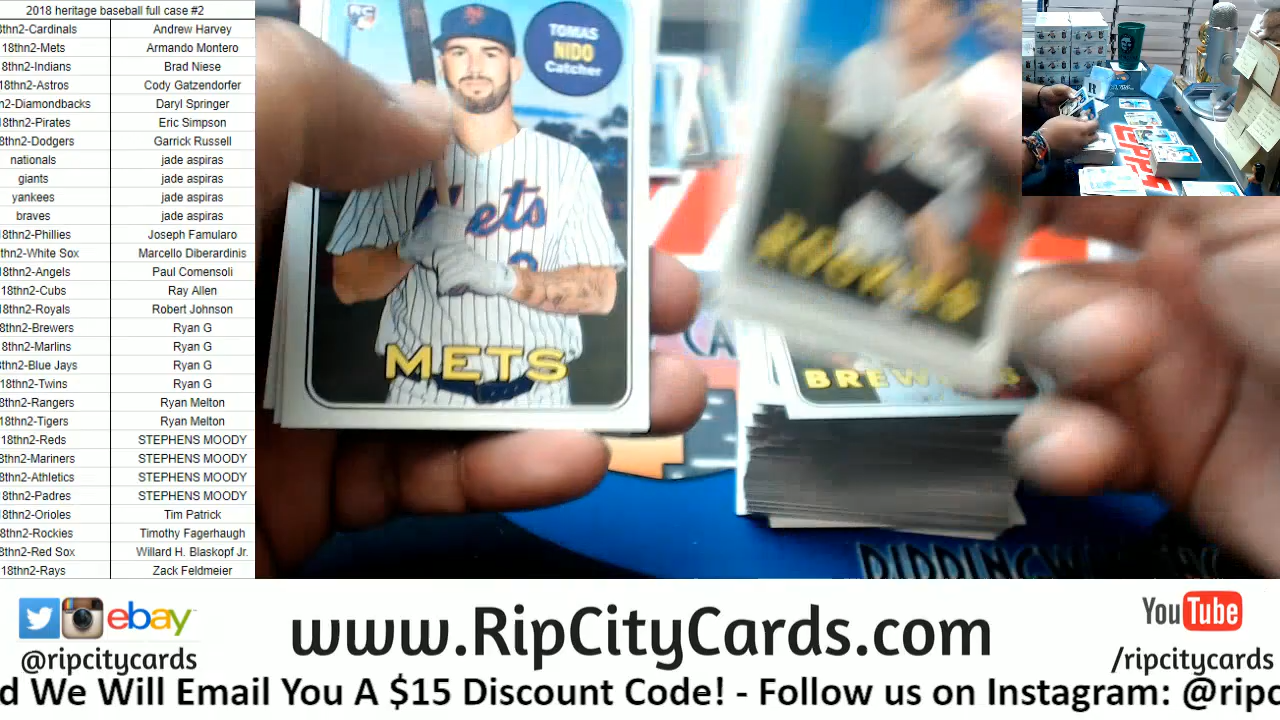 2018 heritage baseball full case #2
8thn2-Cardinals Andrew Harvey
18thn2-Mets Armando Montero
8thn2-Indians Brad Niese
18thn2-Astros Cody Gatzendorfer
n2-Diamondbacks Daryl Springer
8thn2-Pirates Eric Simpson
8thn2-Dodgers Garrick Russell
nationals jade aspiras
giants jade aspiras
yankees jade aspiras
braves jade aspiras
8thn2-Phillies Joseph Famularo
thn2-White Sox Marcello Diberardinis
18thn2-Angels Paul Comensoli
18thn2-Cubs Ray Allen
18thn2-Royals Robert Johnson
8thn2-Brewers Ryan G
18thn2-Marlins Ryan G
8thn2-Blue Jays Ryan G
18thn2-Twins Ryan G
8thn2-Rangers Ryan Melton
18thn2-Tigers Ryan Melton
18thn2-Reds STEPHENS MOODY
8thn2-Mariners STEPHENS MOODY
8thn2-Athletics STEPHENS MOODY
8thn2-Padres STEPHENS MOODY
8thn2-Orioles Tim Patrick
8thn2-Rockies Timothy Fagerhaugh
8thn2-Red Sox Willard H. Blaskopf Jr.
18thn2-Rays Zack Feldmeier
RC
TOMAS
NIDO
Catcher
Mets
METS
ebay
@ripcitycards
www.RipCityCards.com
YouTube
/ripcitycards
d We Will Email You A $15 Discount Code! - Follow us on Instagram: @ripc